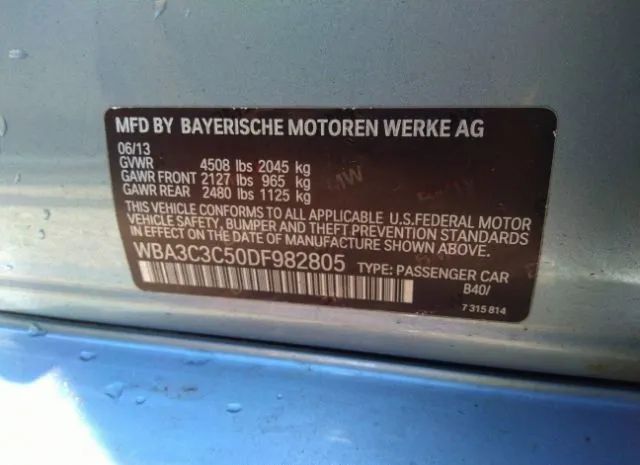 MFD BY BAYERISCHE MOTOREN WERKE AG
06/13
GVWR 4508 lbs 2045 kg
GAWR FRONT 2127 lbs 965 kg
GAWR REAR 2480 lbs 1125 kg
THIS VEHICLE CONFORMS TO ALL APPLICABLE U.S.FEDERAL MOTOR
VEHICLE SAFETY, BUMPER AND THEFT PREVENTION STANDARDS
IN EFFECT ON THE DATE OF MANUFACTURE SHOWN ABOVE.
WBA3C3C50DF982805 TYPE: PASSENGER CAR
B40/
7 315 814